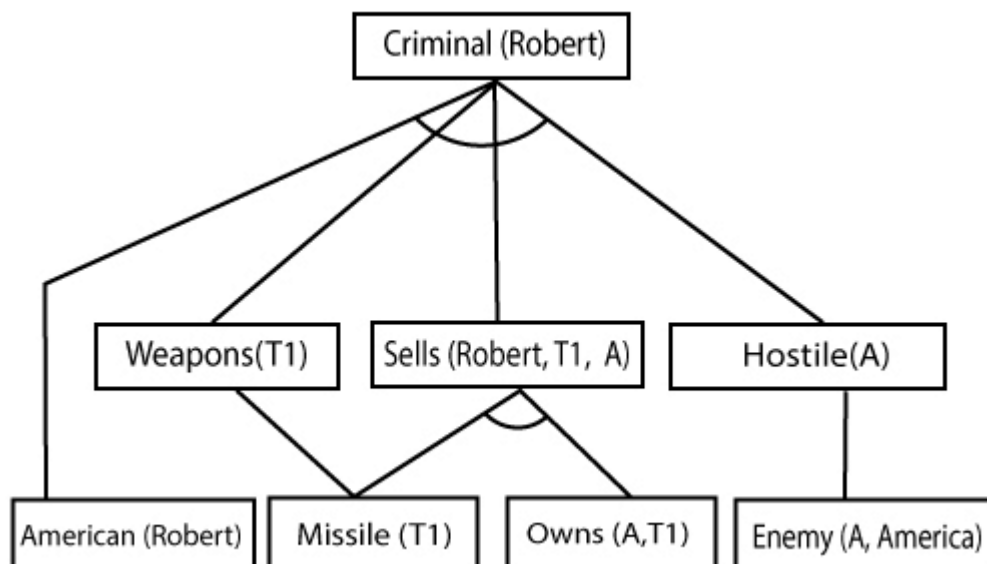 Criminal (Robert)
Weapons(T1)
Sells (Robert, T1, A)
Hostile(A)
American (Robert)
Missile (T1)
Owns (A,T1)
Enemy (A, America)